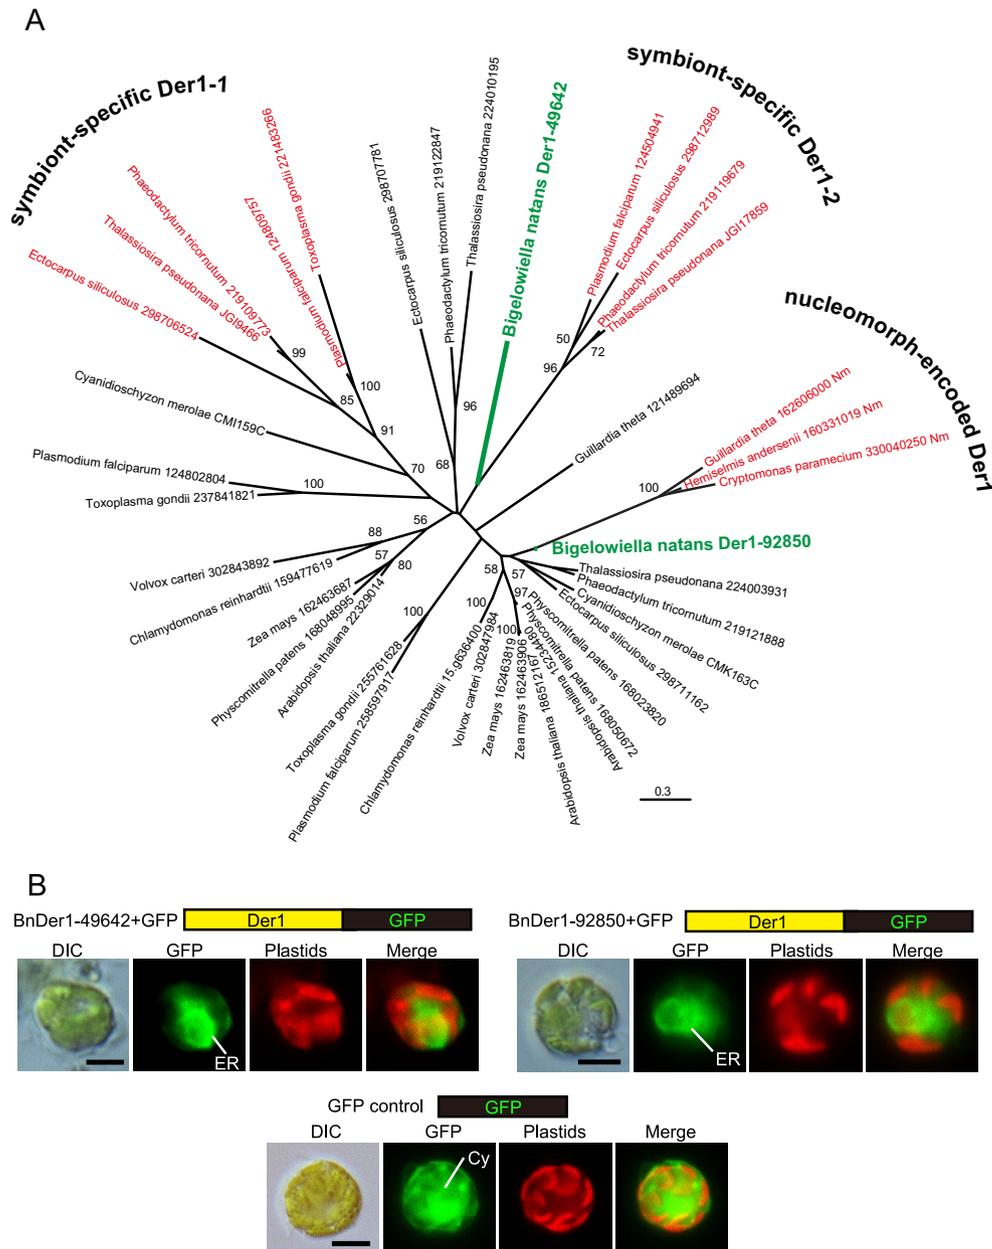 A
symbiont-specific Der1-1
symbiont-specific Der1-2
nucleomorph-encoded Der1
Ectocarpus siliculosus 298706524
Thalassiosira pseudonana JGI9466
Phaeodactylum tricornutum 219109773
Plasmodium falciparum 124809757
Toxoplasma gondii 221483266
Ectocarpus siliculosus 298707781
Phaeodactylum tricornutum 219122847
Thalassiosira pseudonana 224010195
Bigelowiella natans Der1-49642
Plasmodium falciparum 124504941
Ectocarpus siliculosus 298712989
Phaeodactylum tricornutum 219119679
Thalassiosira pseudonana JGI17859
Guillardia theta 121489694
Guillardia theta 162606000 Nm
Hemiselmis andersenii 160331019 Nm
Cryptomonas paramecium 330040250 Nm
Bigelowiella natans Der1-92850
Thalassiosira pseudonana 224003931
Phaeodactylum tricornutum 219121888
Cyanidioschyzon merolae CMK163C
Ectocarpus siliculosus 298711162
Physcomitrella patens 168023820
Physcomitrella patens 168050672
Arabidopsis thaliana 15234480
Arabidopsis thaliana 186512167
Zea mays 162463906
Zea mays 162463819
Volvox carteri 302847984
Chlamydomonas reinhardtii 15.g636400
Plasmodium falciparum 258597917
Toxoplasma gondii 255761628
Arabidopsis thaliana 22329014
Physcomitrella patens 168048995
Zea mays 162463687
Chlamydomonas reinhardtii 159477619
Volvox carteri 302843892
Toxoplasma gondii 237841821
Plasmodium falciparum 124802804
Cyanidioschyzon merolae CMI159C
99
100
85
91
70
100
68
96
50
72
96
100
56
88
57
80
100
58
100
57
97
100
0.3
B
BnDer1-49642+GFP
Der1
GFP
DIC
GFP
Plastids
Merge
ER
BnDer1-92850+GFP
Der1
GFP
DIC
GFP
Plastids
Merge
ER
GFP control
GFP
DIC
GFP
Plastids
Merge
Cy